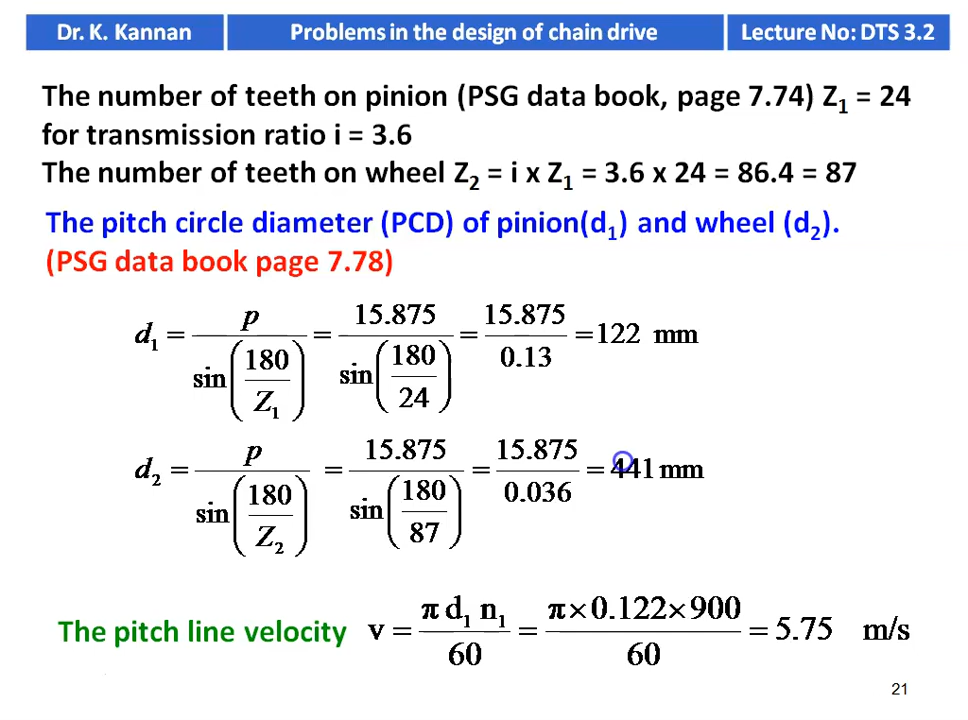 Dr. K. Kannan
Problems in the design of chain drive
Lecture No: DTS 3.2
The number of teeth on pinion (PSG data book, page 7.74) Z₁ = 24
for transmission ratio i = 3.6
The number of teeth on wheel Z₂ = i x Z₁ = 3.6 x 24 = 86.4 = 87
The pitch circle diameter (PCD) of pinion(d₁) and wheel (d₂).
(PSG data book page 7.78)
d₁ = p / sin(180/Z₁) = 15.875 / sin(180/24) = 15.875 / 0.13 = 122 mm
d₂ = p / sin(180/Z₂) = 15.875 / sin(180/87) = 15.875 / 0.036 = 441 mm
The pitch line velocity v = π d₁ n₁ / 60 = π×0.122×900 / 60 = 5.75 m/s
21